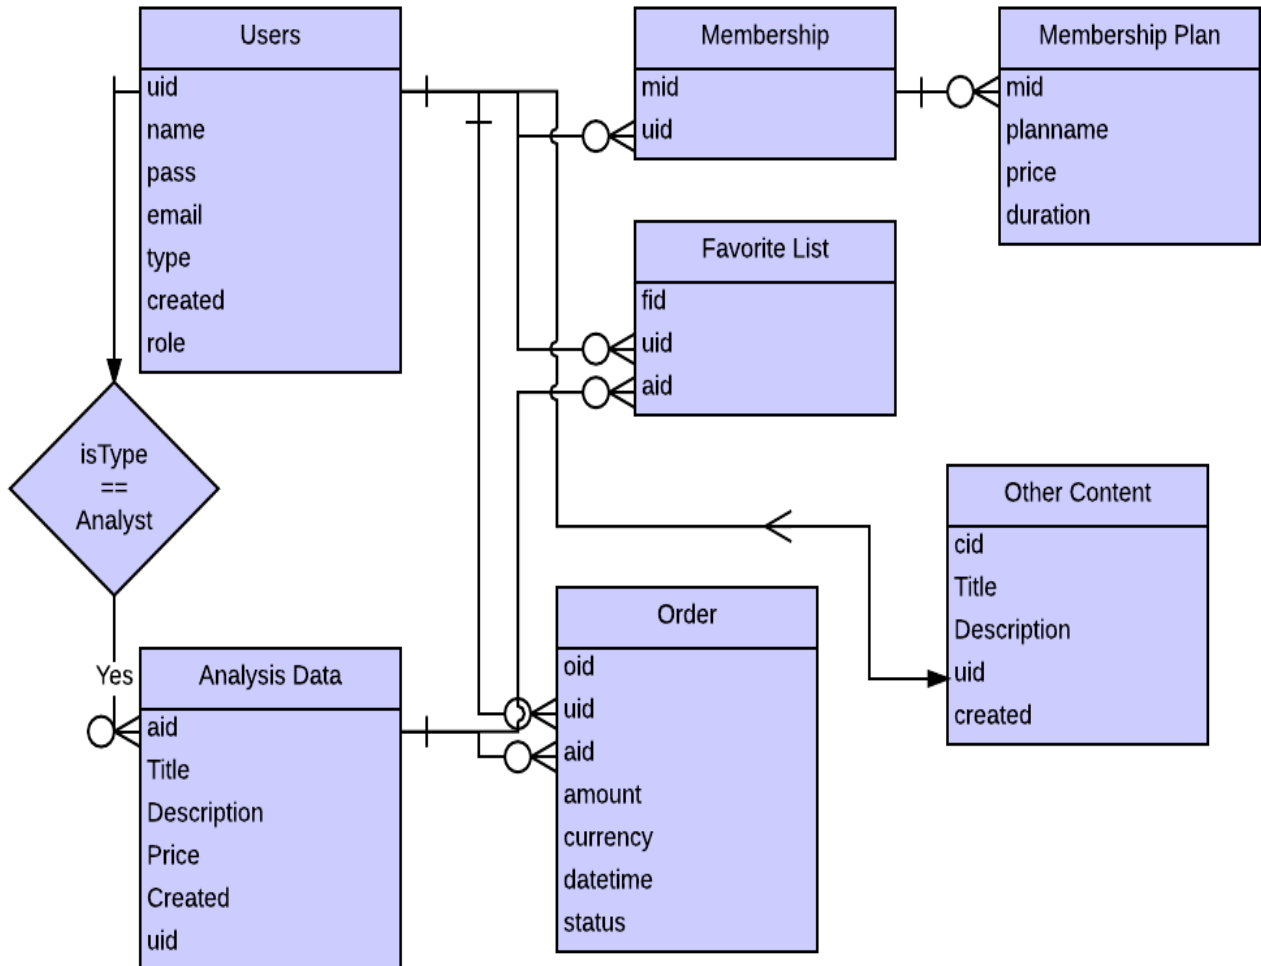 Users
uid
name
pass
email
type
created
role
Membership
mid
uid
Membership Plan
mid
planname
price
duration
Favorite List
fid
uid
aid
isType
==
Analyst
Yes
Other Content
cid
Title
Description
uid
created
Analysis Data
aid
Title
Description
Price
Created
uid
Order
oid
uid
aid
amount
currency
datetime
status